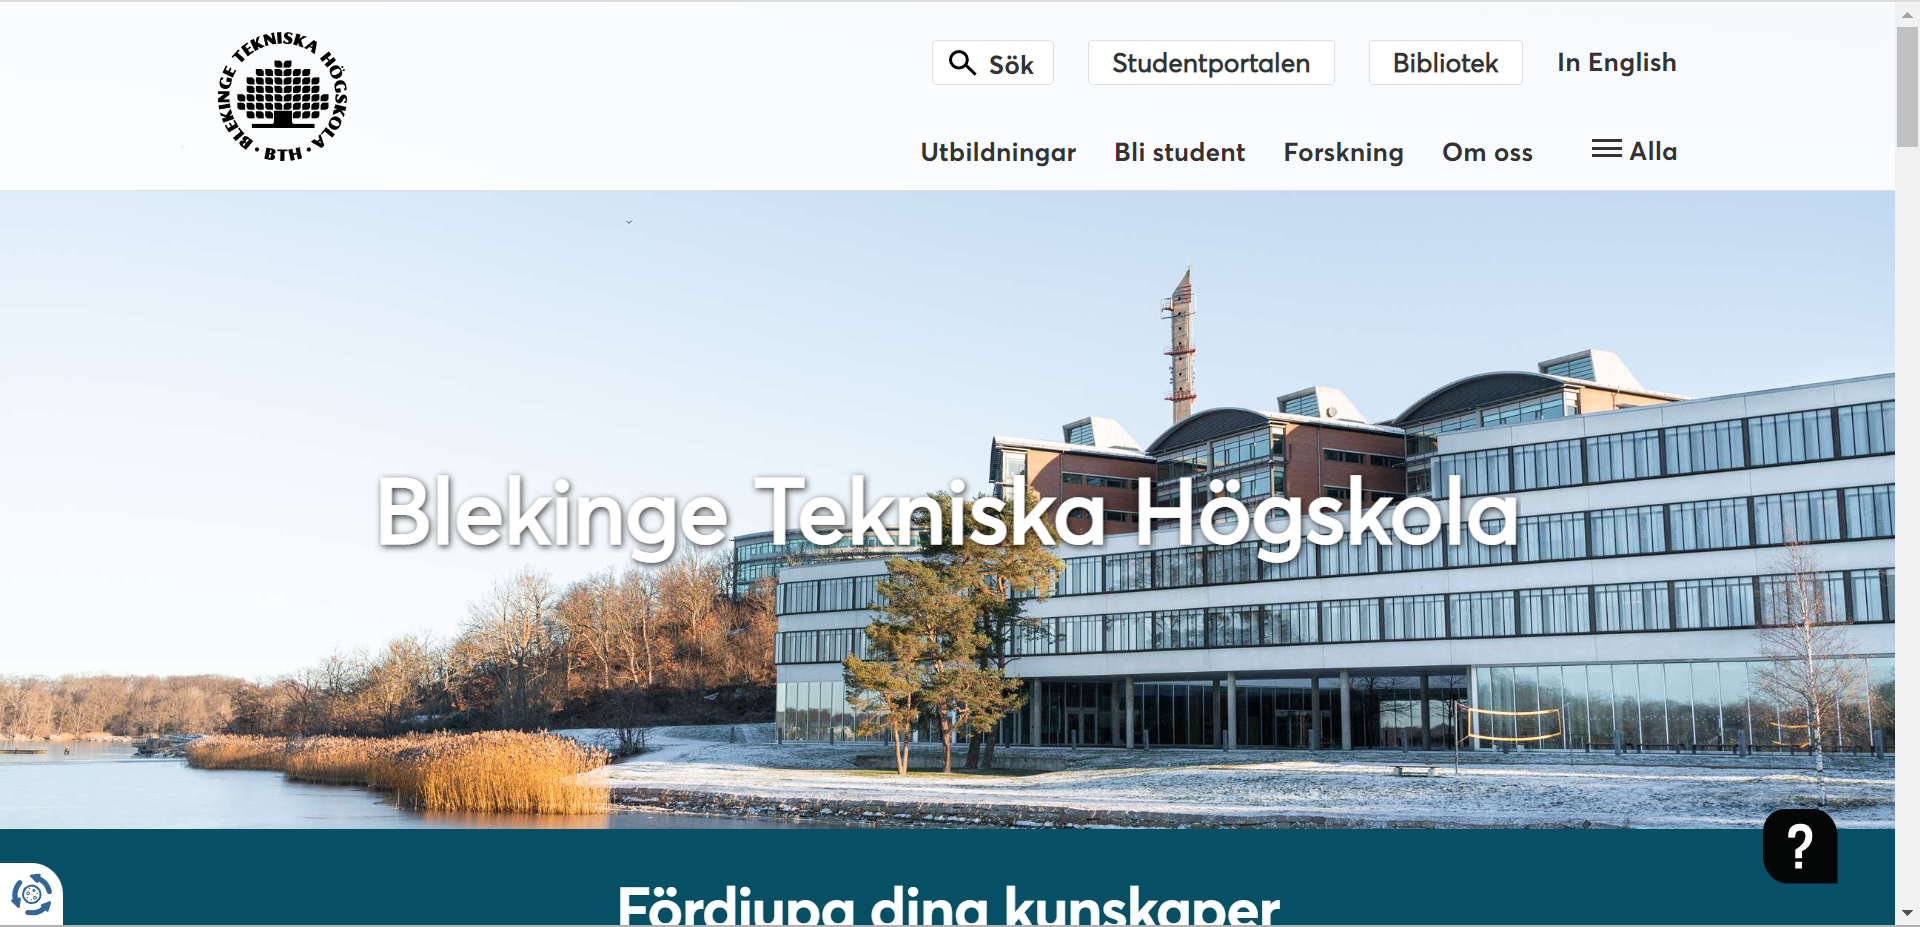 BLEKINGE TEKNISKA HÖGSKOLA · BTH ·
Sök
Studentportalen
Bibliotek
In English
Utbildningar
Bli student
Forskning
Om oss
Alla
Blekinge Tekniska Högskola
?
Fördjupa dina kunskaper